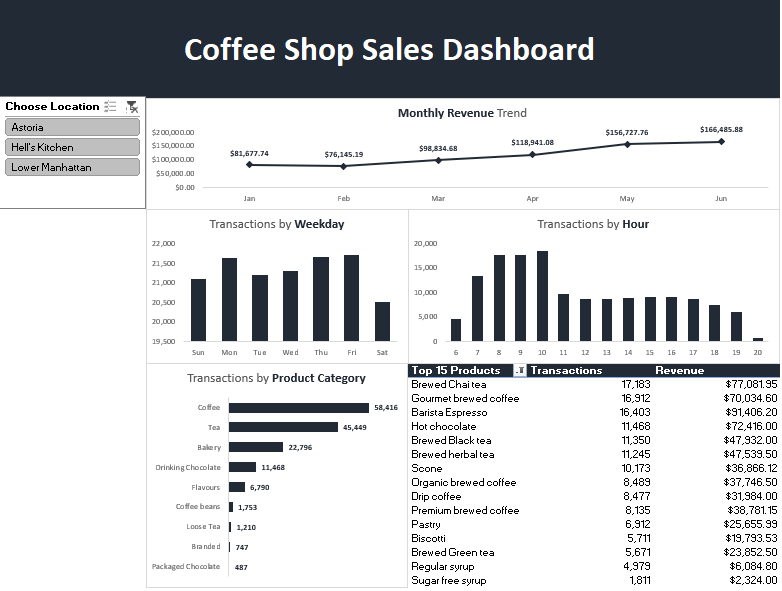 Coffee Shop Sales Dashboard
Choose Location
Astoria
Hell's Kitchen
Lower Manhattan
Monthly Revenue Trend
$200,000.00
$150,000.00
$100,000.00
$50,000.00
$0.00
$81,677.74
$76,145.19
$98,834.68
$118,941.08
$156,727.76
$166,485.88
Jan Feb Mar Apr May Jun
Transactions by Weekday
22,000
21,500
21,000
20,500
20,000
19,500
Sun Mon Tue Wed Thu Fri Sat
Transactions by Hour
20,000
15,000
10,000
5,000
0
6 7 8 9 10 11 12 13 14 15 16 17 18 19 20
Transactions by Product Category
Coffee 58,416
Tea 45,449
Bakery 22,796
Drinking Chocolate 11,468
Flavours 6,790
Coffee beans 1,753
Loose Tea 1,210
Branded 747
Packaged Chocolate 487
Top 15 Products Transactions Revenue
Brewed Chai tea 17,183 $77,081.95
Gourmet brewed coffee 16,912 $70,034.60
Barista Espresso 16,403 $91,406.20
Hot chocolate 11,468 $72,416.00
Brewed Black tea 11,350 $47,932.00
Brewed herbal tea 11,245 $47,539.50
Scone 10,173 $36,866.12
Organic brewed coffee 8,489 $37,746.50
Drip coffee 8,477 $31,984.00
Premium brewed coffee 8,135 $38,781.15
Pastry 6,912 $25,655.99
Biscotti 5,711 $19,793.53
Brewed Green tea 5,671 $23,852.50
Regular syrup 4,979 $6,084.80
Sugar free syrup 1,811 $2,324.00